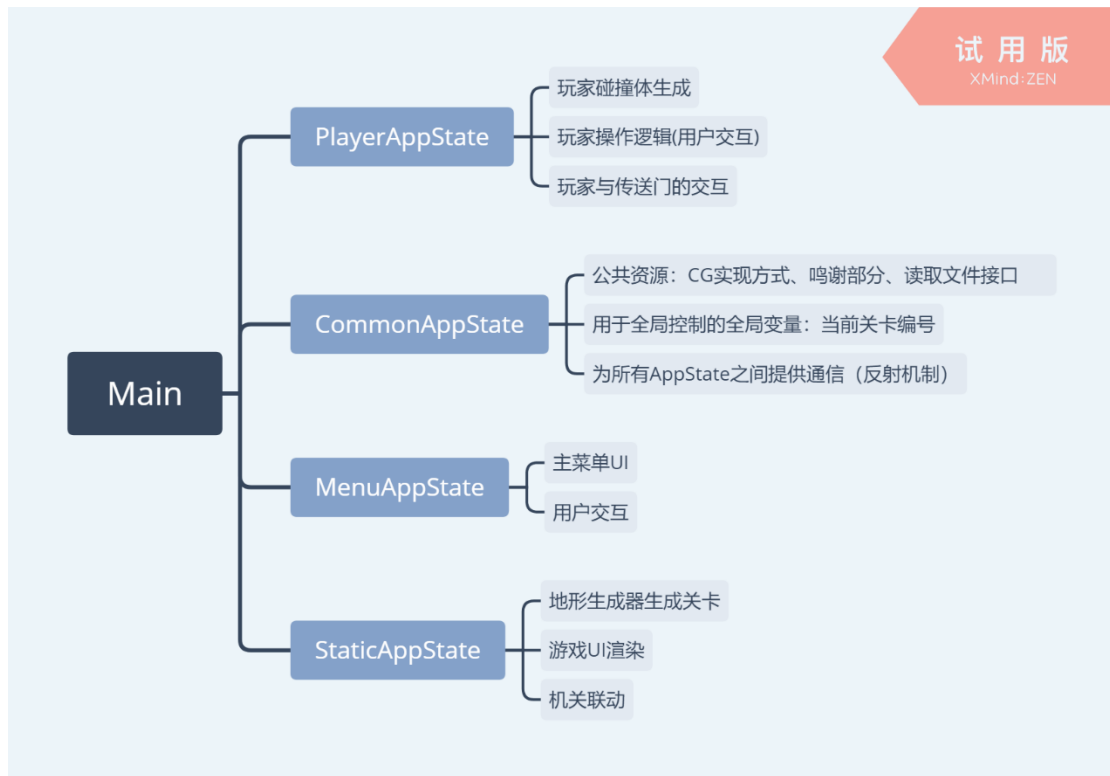 试用版
XMind:ZEN
Main
PlayerAppState
玩家碰撞体生成
玩家操作逻辑(用户交互)
玩家与传送门的交互
CommonAppState
公共资源：CG实现方式、鸣谢部分、读取文件接口
用于全局控制的全局变量：当前关卡编号
为所有AppState之间提供通信（反射机制）
MenuAppState
主菜单UI
用户交互
StaticAppState
地形生成器生成关卡
游戏UI渲染
机关联动